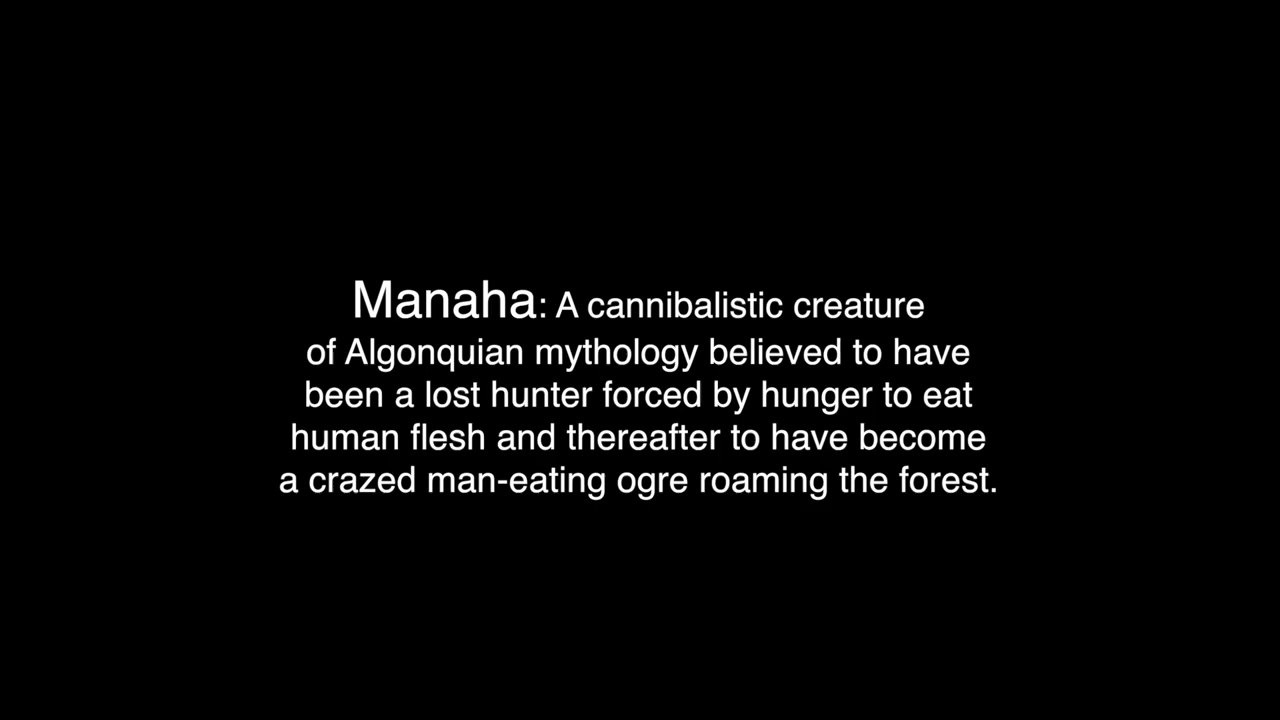 Manaha: A cannibalistic creature
of Algonquian mythology believed to have
been a lost hunter forced by hunger to eat
human flesh and thereafter to have become
a crazed man-eating ogre roaming the forest.